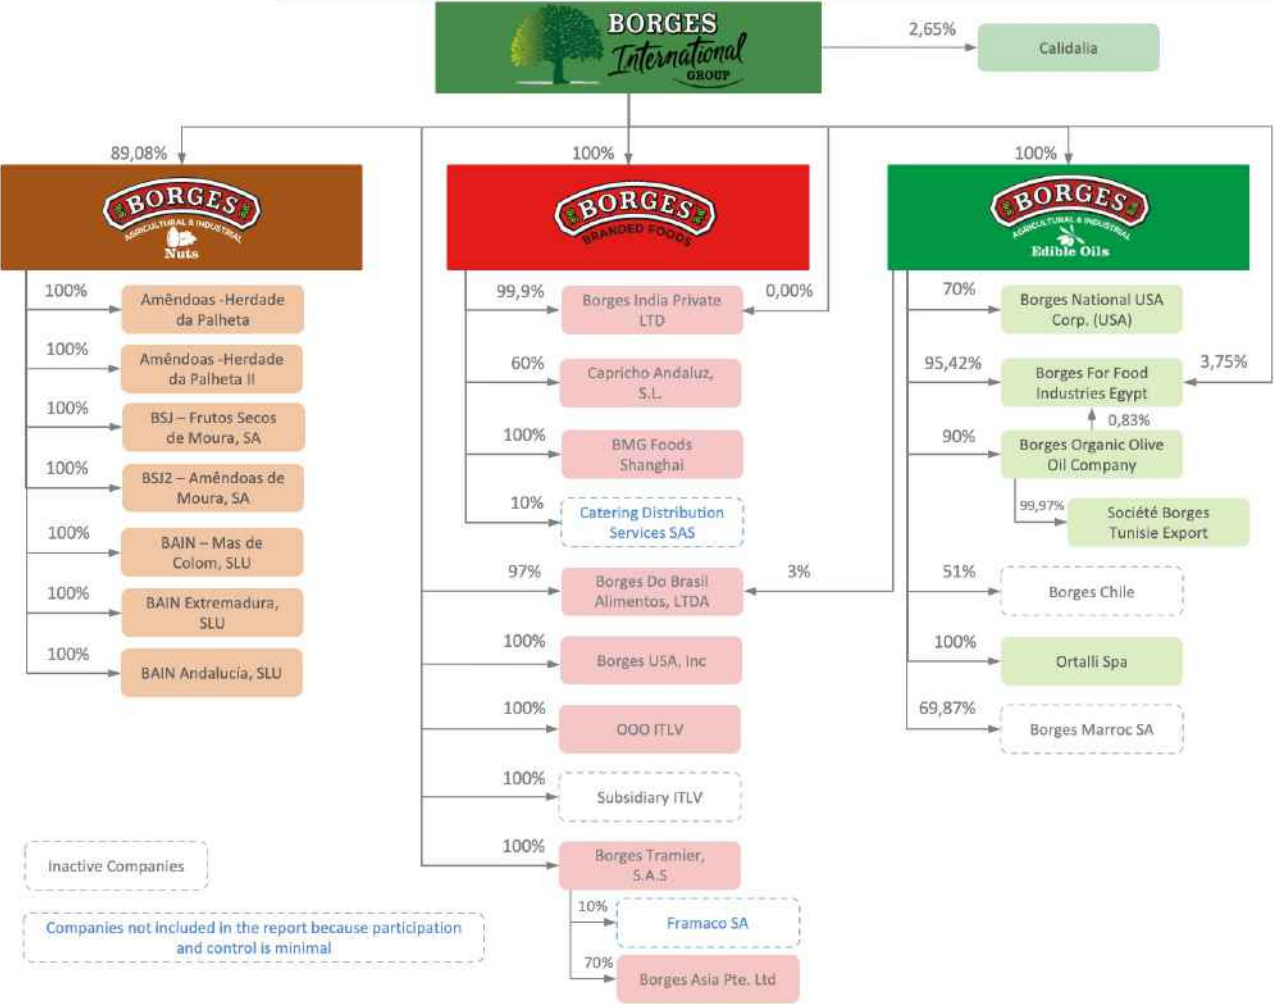 BORGES
International
GROUP
2,65%
Calidalia
89,08%
100%
100%
BORGES
AGRICULTURAL & INDUSTRIAL
Nuts
BORGES
BRANDED FOODS
BORGES
AGRICULTURAL & INDUSTRIAL
Edible Oils
100%
Amêndoas -Herdade
da Palheta
100%
Amêndoas -Herdade
da Palheta II
100%
BSJ – Frutos Secos
de Moura, SA
100%
BSJ2 – Amêndoas de
Moura, SA
100%
BAIN – Mas de
Colom, SLU
100%
BAIN Extremadura,
SLU
100%
BAIN Andalucía, SLU
99,9%
Borges India Private
LTD
0,00%
60%
Capricho Andaluz,
S.L.
100%
BMG Foods
Shanghai
10%
Catering Distribution
Services SAS
97%
Borges Do Brasil
Alimentos, LTDA
3%
100%
Borges USA, Inc
100%
OOO ITLV
100%
Subsidiary ITLV
100%
Borges Tramier,
S.A.S
10%
Framaco SA
70%
Borges Asia Pte. Ltd
70%
Borges National USA
Corp. (USA)
95,42%
Borges For Food
Industries Egypt
3,75%
0,83%
90%
Borges Organic Olive
Oil Company
99,97%
Société Borges
Tunisie Export
51%
Borges Chile
100%
Ortalli Spa
69,87%
Borges Marroc SA
Inactive Companies
Companies not included in the report because participation
and control is minimal